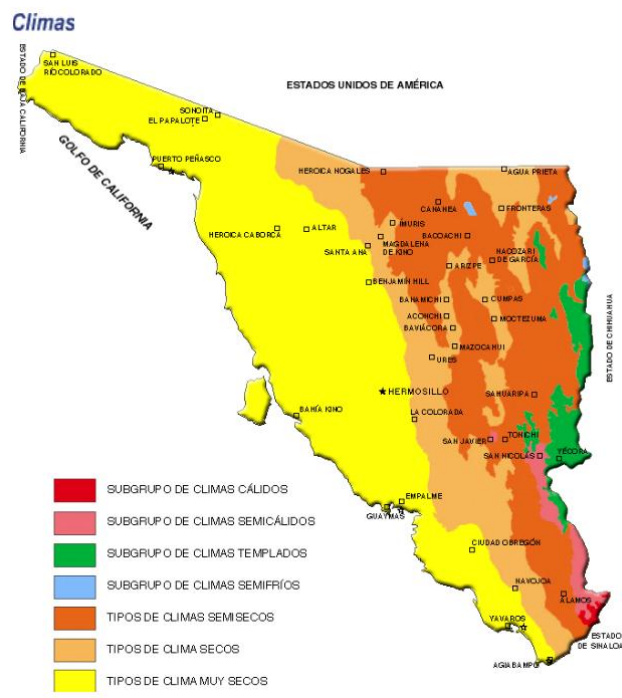 Climas
ESTADO DE BAJA CALIFORNIA
SAN LUIS
RÍO COLORADO
ESTADOS UNIDOS DE AMÉRICA
SONOITA
EL PAPALOTE
GOLFO DE CALIFORNIA
PUERTO PEÑASCO
HEROICA NOGALES
AGUA PRIETA
CANANEA
FRONTERAS
HEROICA CABORCA
ALTAR
ÍMURIS
BACOACHI
SANTA ANA
MAGDALENA
DE KINO
NACOZARI
DE GARCÍA
ARIZPE
BENJAMÍN HILL
BANAMICHI
CUMPAS
ACONCHI
MOCTEZUMA
BAVIÁCORA
ESTADO DE CHIHUAHUA
MAZOCAHUI
URES
HERMOSILLO
SAHUARIPA
BAHÍA KINO
LA COLORADA
SAN JAVIER
TONICHI
SAN NICOLAS
YÉCORA
SUBGRUPO DE CLIMAS CÁLIDOS
EMPALME
GUAYMAS
SUBGRUPO DE CLIMAS SEMICÁLIDOS
CIUDAD OBREGÓN
SUBGRUPO DE CLIMAS TEMPLADOS
SUBGRUPO DE CLIMAS SEMIFRÍOS
NAVOJOA
ALAMOS
TIPOS DE CLIMAS SEMISECOS
YAVAROS
ESTADO
DE SINALOA
TIPOS DE CLIMA SECOS
AGIABAMPO
TIPOS DE CLIMA MUY SECOS